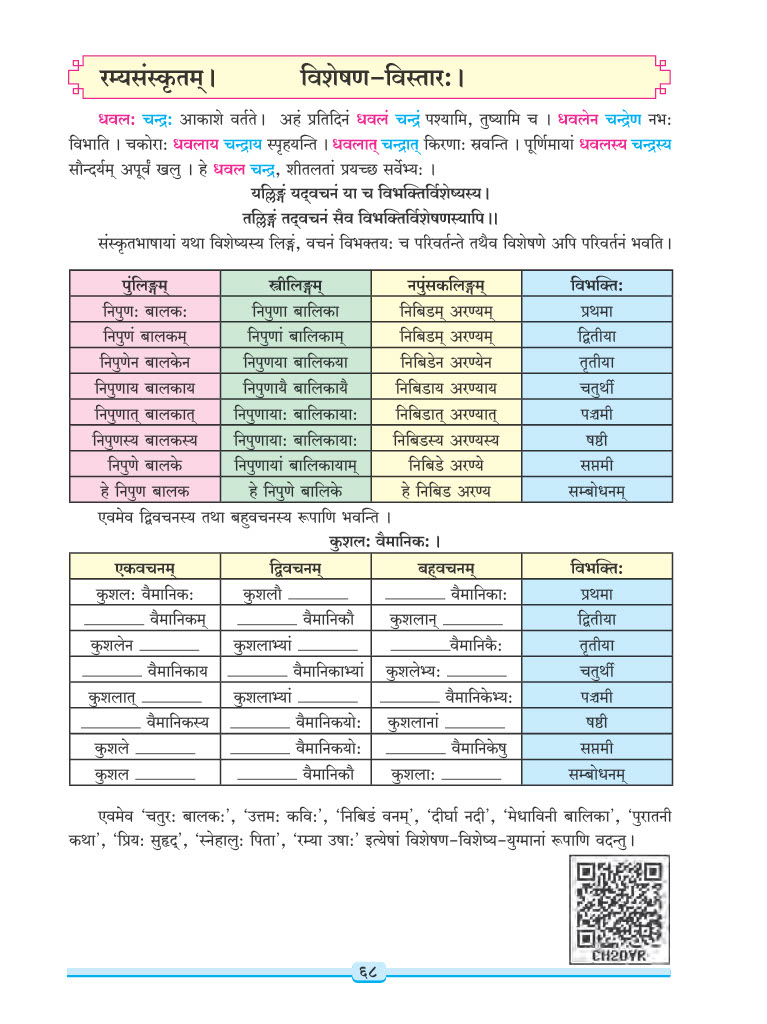 रम्यसंस्कृतम्। विशेषण-विस्तारः।
धवलः चन्द्रः आकाशे वर्तते। अहं प्रतिदिनं धवलं चन्द्रं पश्यामि, तुष्यामि च । धवलेन चन्द्रेण नभः
विभाति । चकोराः धवलाय चन्द्राय स्पृहयन्ति । धवलात् चन्द्रात् किरणाः स्रवन्ति । पूर्णिमायां धवलस्य चन्द्रस्य
सौन्दर्यम् अपूर्वं खलु । हे धवल चन्द्र, शीतलतां प्रयच्छ सर्वेभ्यः ।
यल्लिङ्गं यद्वचनं या च विभक्तिर्विशेष्यस्य।
तल्लिङ्गं तद्वचनं सैव विभक्तिर्विशेषणस्यापि।।
संस्कृतभाषायां यथा विशेष्यस्य लिङ्गं, वचनं विभक्तयः च परिवर्तन्ते तथैव विशेषणे अपि परिवर्तनं भवति।
पुंलिङ्गम् स्त्रीलिङ्गम् नपुंसकलिङ्गम् विभक्तिः
निपुणः बालकः निपुणा बालिका निबिडम् अरण्यम् प्रथमा
निपुणं बालकम् निपुणां बालिकाम् निबिडम् अरण्यम् द्वितीया
निपुणेन बालकेन निपुणया बालिकया निबिडेन अरण्येन तृतीया
निपुणाय बालकाय निपुणायै बालिकायै निबिडाय अरण्याय चतुर्थी
निपुणात् बालकात् निपुणायाः बालिकायाः निबिडात् अरण्यात् पञ्चमी
निपुणस्य बालकस्य निपुणायाः बालिकायाः निबिडस्य अरण्यस्य षष्ठी
निपुणे बालके निपुणायां बालिकायाम् निबिडे अरण्ये सप्तमी
हे निपुण बालक हे निपुणे बालिके हे निबिड अरण्य सम्बोधनम्
एवमेव द्विवचनस्य तथा बहुवचनस्य रूपाणि भवन्ति ।
कुशलः वैमानिकः ।
एकवचनम् द्विवचनम् बहवचनम् विभक्तिः
कुशलः वैमानिकः कुशलौ ________ ________ वैमानिकाः प्रथमा
________ वैमानिकम् ________ वैमानिकौ कुशलान् ________ द्वितीया
कुशलेन ________ कुशलाभ्यां ________ ________वैमानिकैः तृतीया
________ वैमानिकाय ________ वैमानिकाभ्यां कुशलेभ्यः ________ चतुर्थी
कुशलात् ________ कुशलाभ्यां ________ ________ वैमानिकेभ्यः पञ्चमी
________ वैमानिकस्य ________ वैमानिकयोः कुशलानां ________ षष्ठी
कुशले ________ ________ वैमानिकयोः ________ वैमानिकेषु सप्तमी
कुशल ________ ________ वैमानिकौ कुशलाः ________ सम्बोधनम्
एवमेव ‘चतुरः बालकः’, ‘उत्तमः कविः’, ‘निबिडं वनम्’, ‘दीर्घा नदी’, ‘मेधाविनी बालिका’, ‘पुरातनी
कथा’, ‘प्रियः सुहृद्’, ‘स्नेहालुः पिता’, ‘रम्या उषाः’ इत्येषां विशेषण-विशेष्य-युग्मानां रूपाणि वदन्तु।
CH2DYR
६८